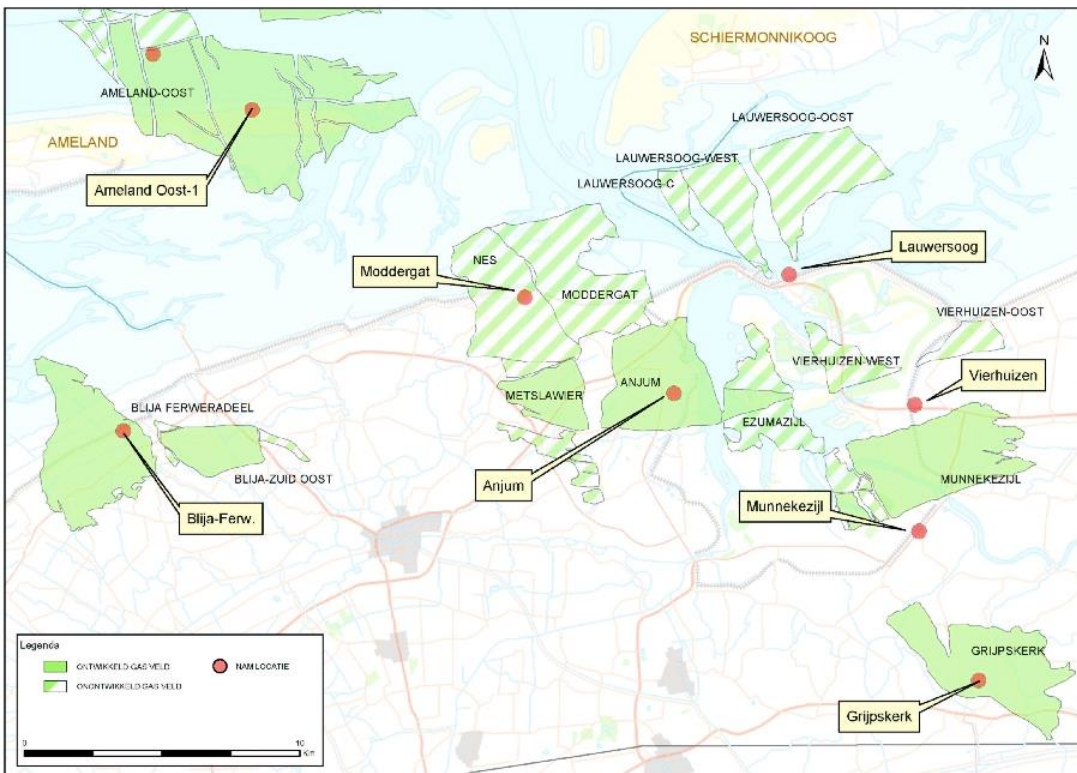 SCHIERMONNIKOOG
N
AMELAND-OOST
AMELAND
Ameland Oost-1
LAUWERSOOG-OOST
LAUWERSOOG-WEST
LAUWERSOOG-C
Lauwersoog
NES
Moddergat
MODDERGAT
VIERHUIZEN-OOST
VIERHUIZEN-WEST
Vierhuizen
ANJUM
METSLAWIER
BLIJA FERWERADEEL
EZUMAZIJL
BLIJA-ZUID OOST
MUNNEKEZIJL
Anjum
Munnekezijl
Blija-Ferw.
GRIJPSKERK
Grijpskerk
Legenda
ONTWIKKELD GAS VELD
NAM LOCATIE
ONONTWIKKELD GAS VELD
0
10
Km